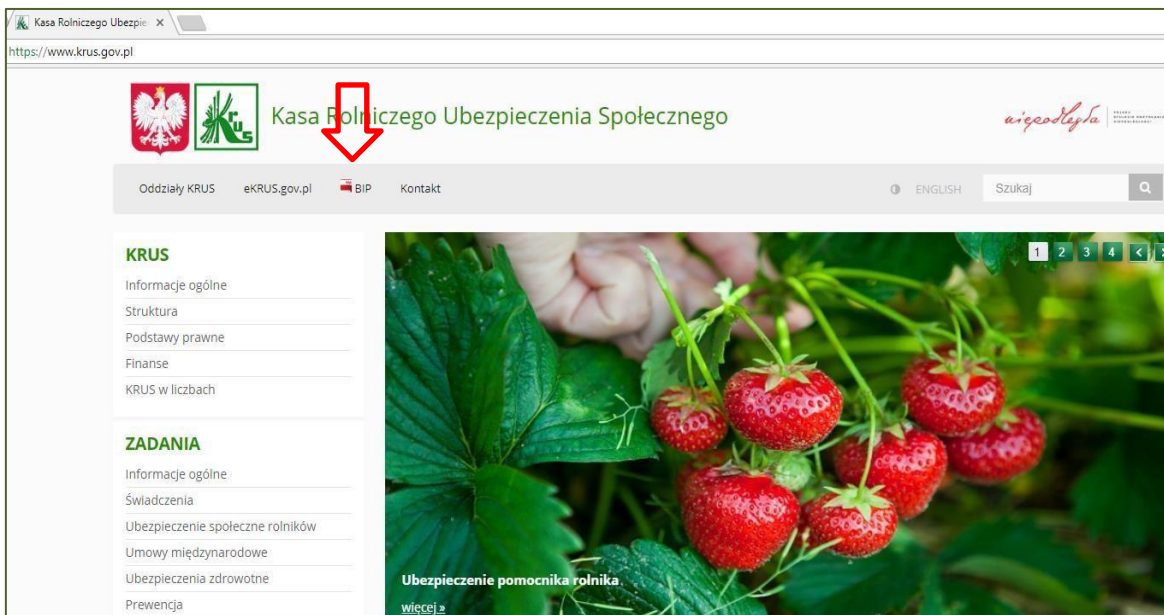 Kasa Rolniczego Ubezpie
https://www.krus.gov.pl
KRUS
Kasa Rolniczego Ubezpieczenia Społecznego
niepodległa
Oddziały KRUS eKRUS.gov.pl BIP Kontakt ENGLISH Szukaj
1 2 3 4 <
KRUS
Informacje ogólne
Struktura
Podstawy prawne
Finanse
KRUS w liczbach
ZADANIA
Informacje ogólne
Świadczenia
Ubezpieczenie społeczne rolników
Umowy międzynarodowe
Ubezpieczenia zdrowotne
Prewencja
Ubezpieczenie pomocnika rolnika
więcej »